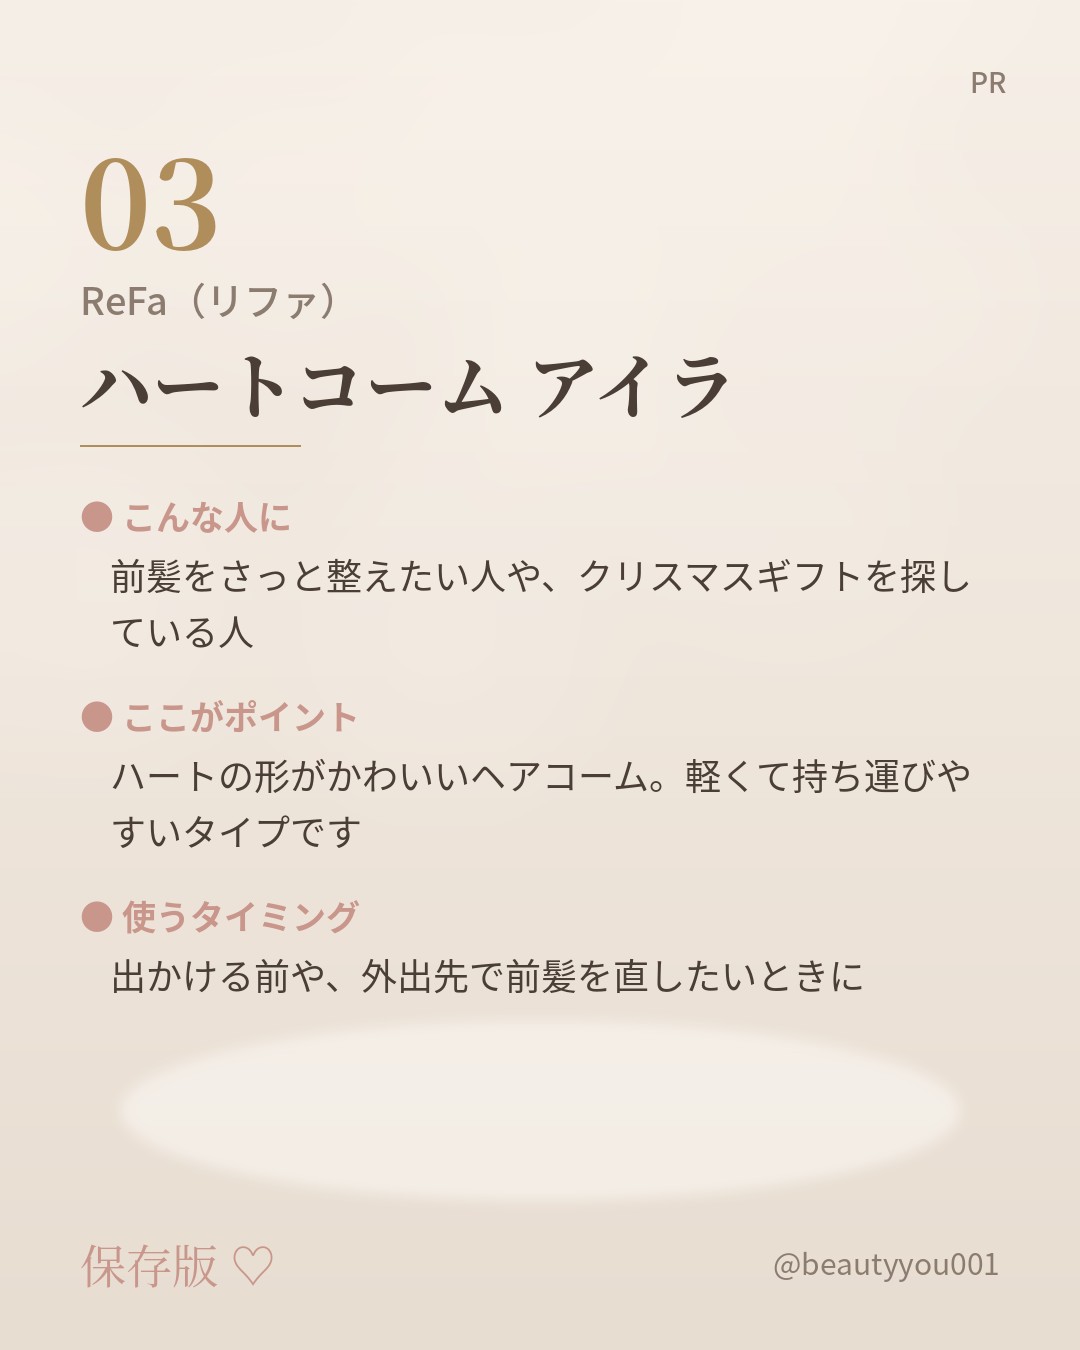 PR
03
ReFa（リファ）
ハートコーム アイラ
● こんな人に
前髪をさっと整えたい人や、クリスマスギフトを探し
ている人
● ここがポイント
ハートの形がかわいいヘアコーム。軽くて持ち運びや
すいタイプです
● 使うタイミング
出かける前や、外出先で前髪を直したいときに
保存版 ♡
@beautyyou001